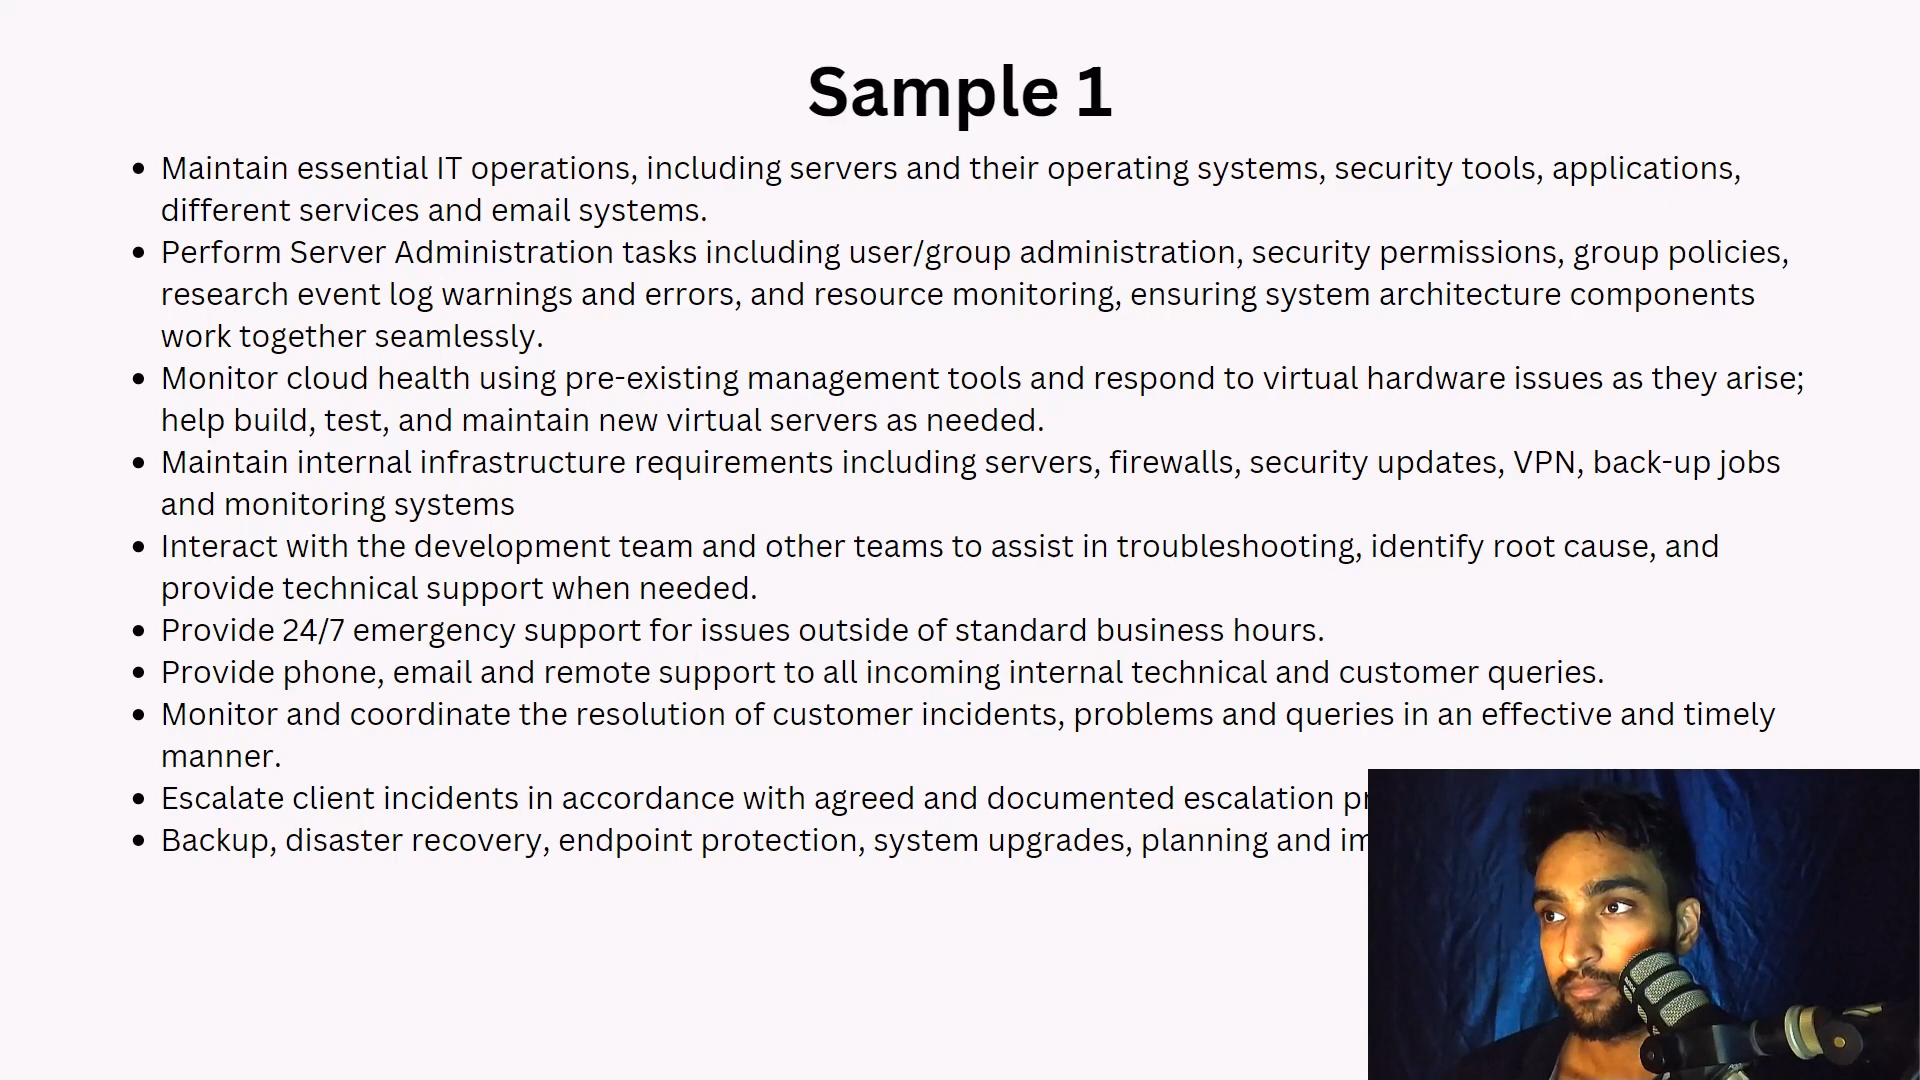 Sample 1
• Maintain essential IT operations, including servers and their operating systems, security tools, applications,
different services and email systems.
• Perform Server Administration tasks including user/group administration, security permissions, group policies,
research event log warnings and errors, and resource monitoring, ensuring system architecture components
work together seamlessly.
• Monitor cloud health using pre-existing management tools and respond to virtual hardware issues as they arise;
help build, test, and maintain new virtual servers as needed.
• Maintain internal infrastructure requirements including servers, firewalls, security updates, VPN, back-up jobs
and monitoring systems
• Interact with the development team and other teams to assist in troubleshooting, identify root cause, and
provide technical support when needed.
• Provide 24/7 emergency support for issues outside of standard business hours.
• Provide phone, email and remote support to all incoming internal technical and customer queries.
• Monitor and coordinate the resolution of customer incidents, problems and queries in an effective and timely
manner.
• Escalate client incidents in accordance with agreed and documented escalation
• Backup, disaster recovery, endpoint protection, system upgrades, planning and